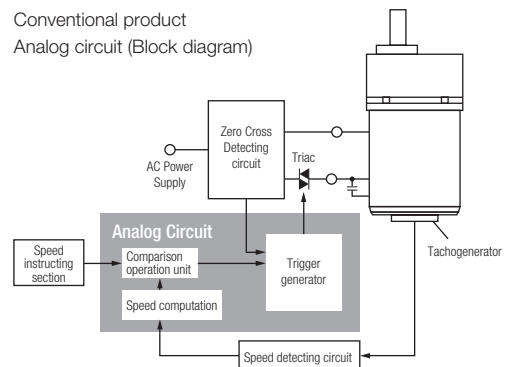 Conventional product
Analog circuit (Block diagram)
Zero Cross
Detecting
circuit
Triac
AC Power
Supply
Analog Circuit
Speed
instructing
section
Comparison
operation unit
Trigger
generator
Tachogenerator
Speed computation
Speed detecting circuit